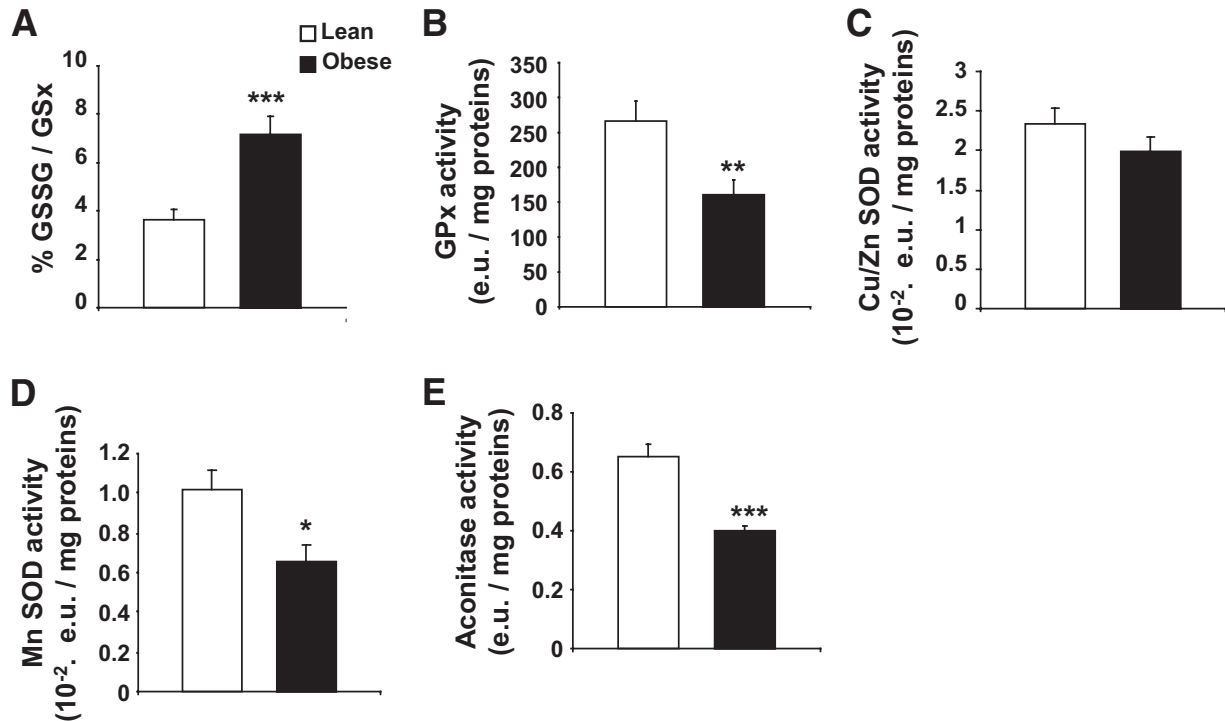 A
Lean
Obese
% GSSG / GSx
10
8
6
4
2
0
***
B
GPx activity
(e.u. / mg proteins)
350
300
250
200
150
100
50
0
**
C
Cu/Zn SOD activity
(10-2. e.u. / mg proteins)
3
2.5
2
1.5
1
0.5
0
D
Mn SOD activity
(10-2. e.u. / mg proteins)
1.2
1.0
0.8
0.6
0.4
0.2
0
*
E
Aconitase activity
(e.u. / mg proteins)
0.8
0.6
0.4
0.2
0
***